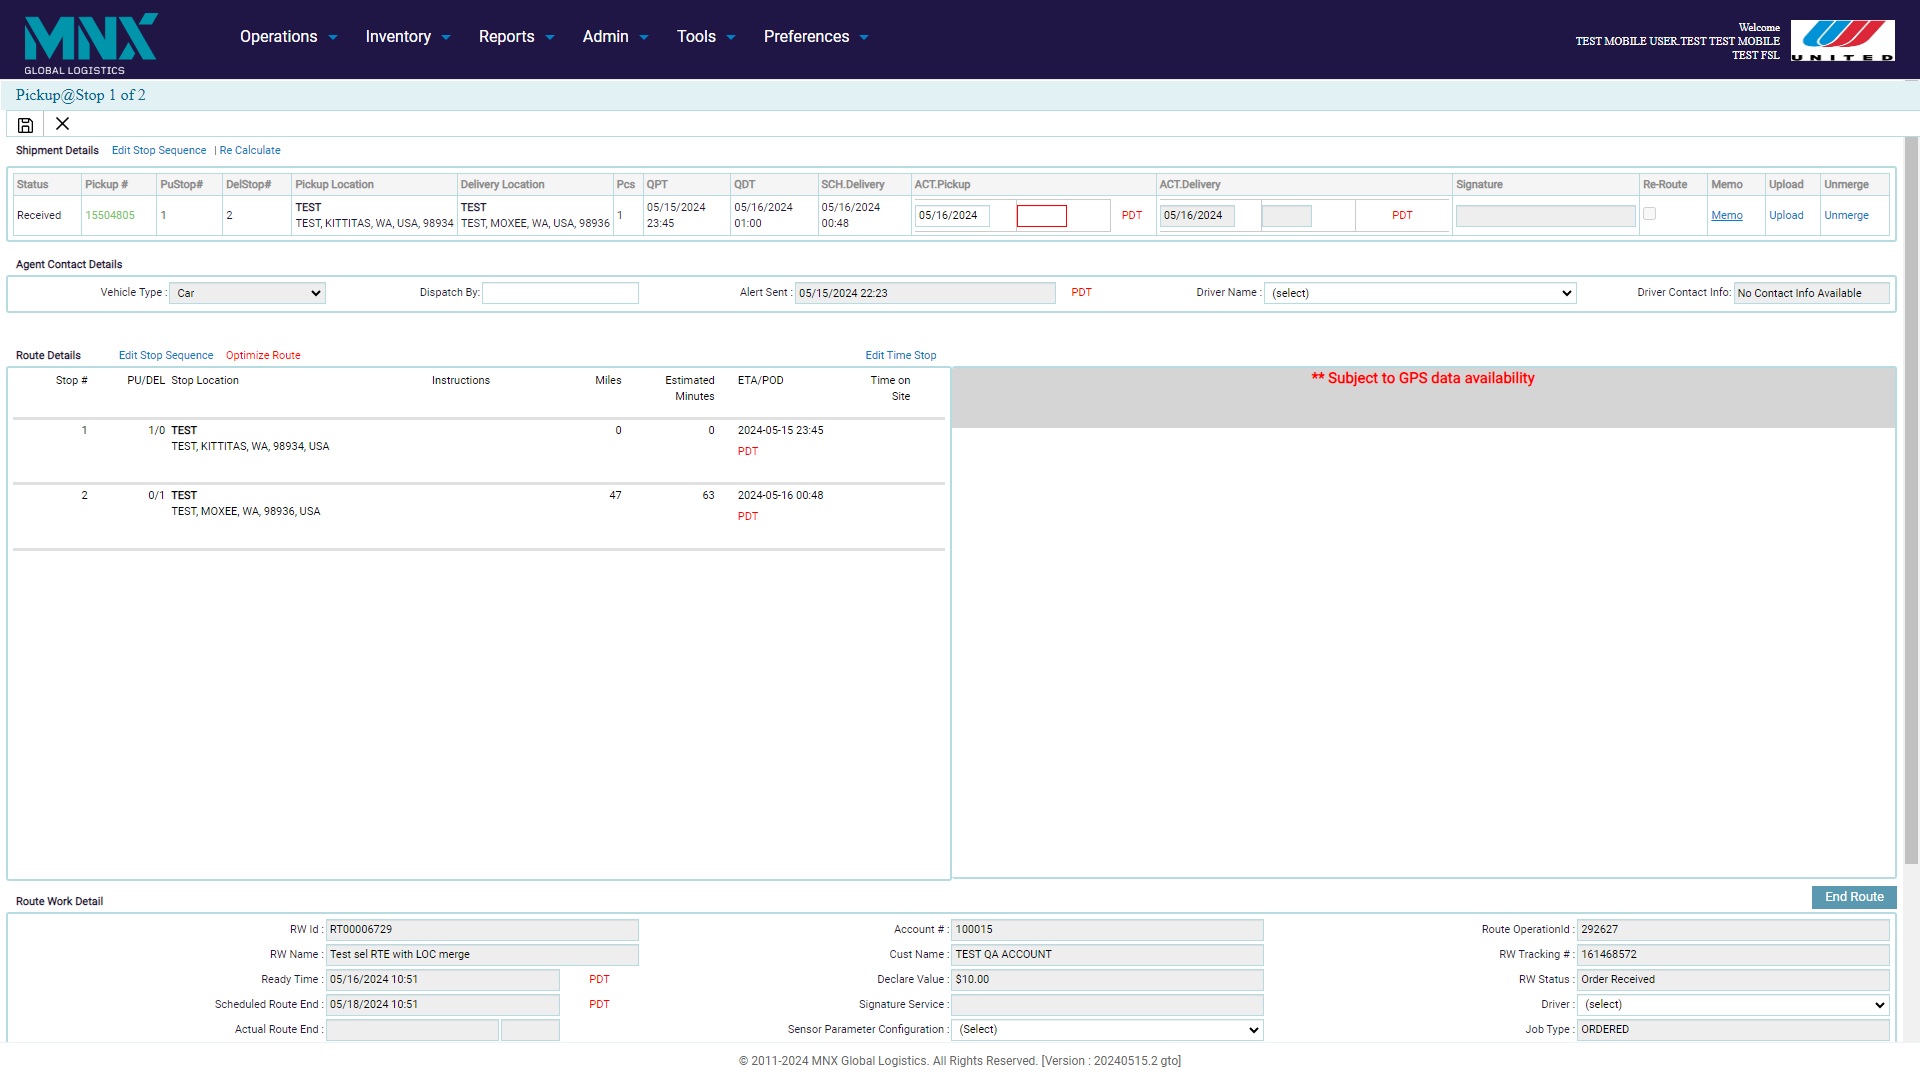 MNX
GLOBAL LOGISTICS
Operations Inventory Reports Admin Tools Preferences
Welcome
TEST MOBILE USER.TEST TEST MOBILE
TEST FSL
UNITED
Pickup@Stop 1 of 2
Shipment Details Edit Stop Sequence | Re Calculate
Status Pickup # PuStop# DelStop# Pickup Location Delivery Location Pcs QPT QDT SCH.Delivery ACT.Pickup ACT.Delivery Signature Re-Route Memo Upload Unmerge
Received 15504805 1 2 TEST TEST 1 05/15/2024 05/16/2024 05/16/2024 05/16/2024 PDT 05/16/2024 PDT Memo Upload Unmerge
TEST, KITTITAS, WA, USA, 98934 TEST, MOXEE, WA, USA, 98936 23:45 01:00 00:48
Agent Contact Details
Vehicle Type : Car Dispatch By: Alert Sent : 05/15/2024 22:23 PDT Driver Name : (select) Driver Contact Info: No Contact Info Available
Route Details Edit Stop Sequence Optimize Route Edit Time Stop
Stop # PU/DEL Stop Location Instructions Miles Estimated ETA/POD Time on
Minutes Site
** Subject to GPS data availability
1 1/0 TEST 0 0 2024-05-15 23:45
TEST, KITTITAS, WA, 98934, USA
PDT
2 0/1 TEST 47 63 2024-05-16 00:48
TEST, MOXEE, WA, 98936, USA
PDT
Route Work Detail End Route
RW Id : RT00006729 Account # : 100015 Route OperationId : 292627
RW Name : Test sel RTE with LOC merge Cust Name : TEST QA ACCOUNT RW Tracking # : 161468572
Ready Time : 05/16/2024 10:51 PDT Declare Value : $10.00 RW Status : Order Received
Scheduled Route End : 05/18/2024 10:51 PDT Signature Service : Driver : (select)
Actual Route End : Sensor Parameter Configuration : (Select) Job Type : ORDERED
© 2011-2024 MNX Global Logistics. All Rights Reserved. [Version : 20240515.2 gto]